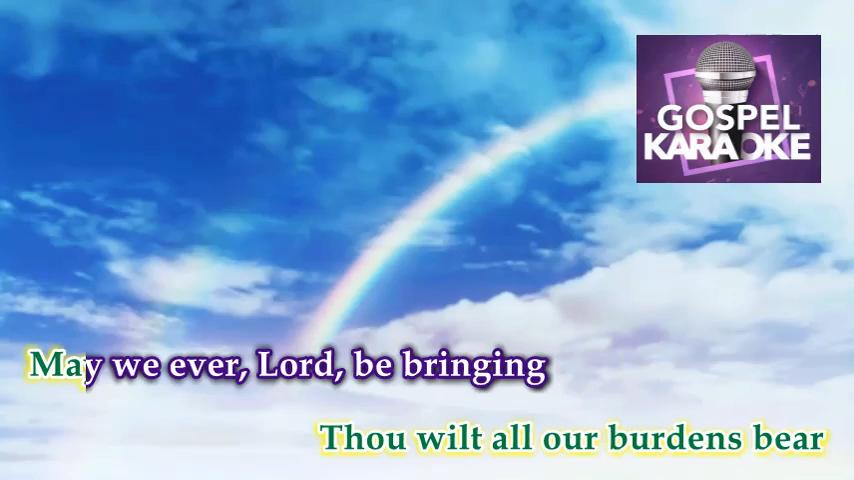 GOSPEL
KARAOKE
May we ever, Lord, be bringing
Thou wilt all our burdens bear